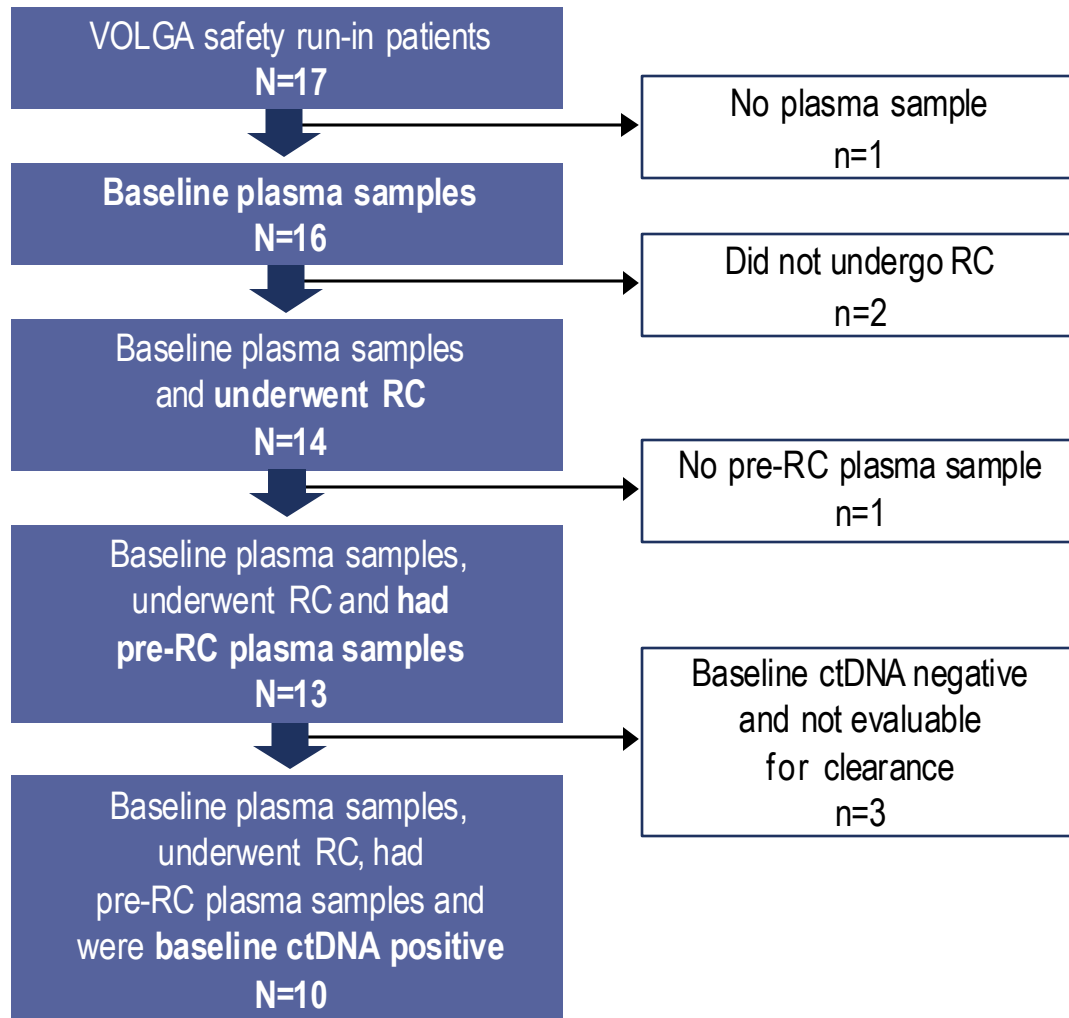 VOLGA safety run-in patients
N=17
No plasma sample
n=1
Baseline plasma samples
N=16
Did not undergo RC
n=2
Baseline plasma samples
and underwent RC
N=14
No pre-RC plasma sample
n=1
Baseline plasma samples,
underwent RC and had
pre-RC plasma samples
N=13
Baseline ctDNA negative
and not evaluable
for clearance
n=3
Baseline plasma samples,
underwent RC, had
pre-RC plasma samples and
were baseline ctDNA positive
N=10